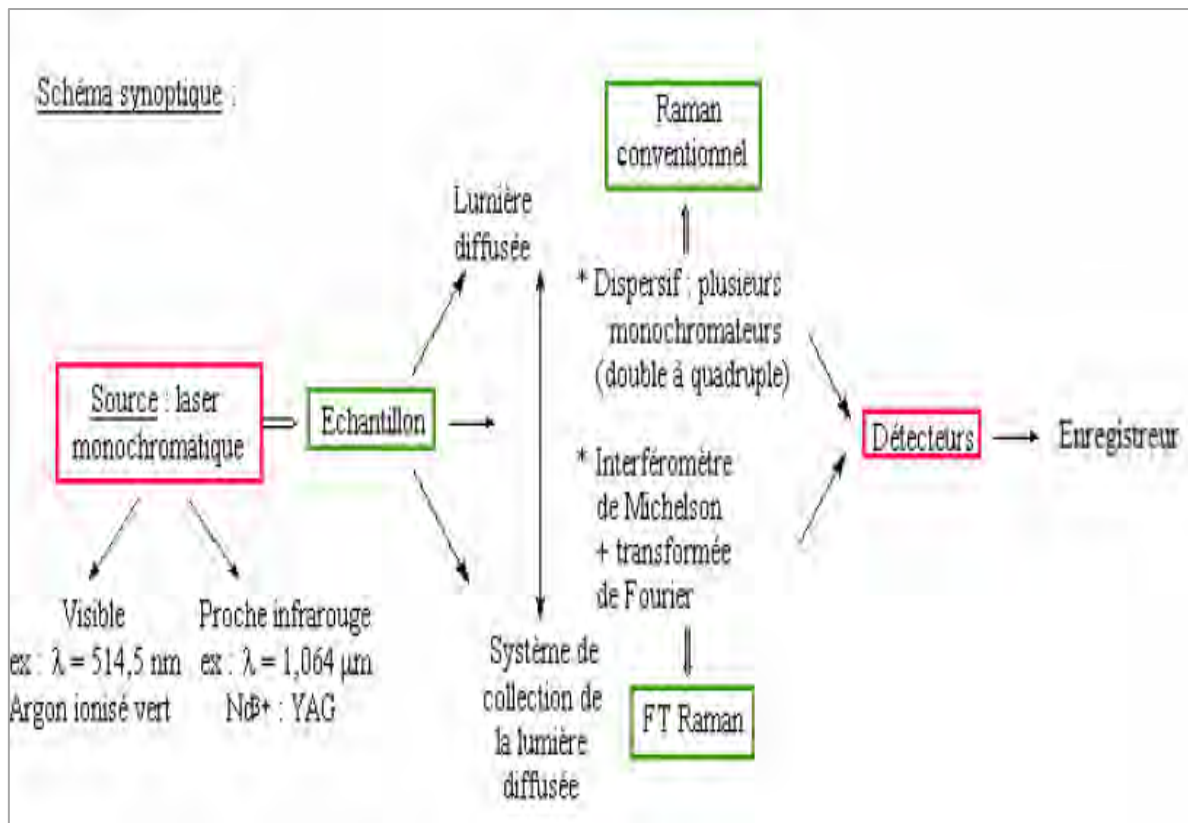 Schéma synoptique :
Raman
conventionnel
Lumière
diffusée
* Dispersif : plusieurs
monochromateurs
(double à quadruple)
Source : laser
monochromatique
Echantillon
* Interféromètre
de Michelson
+ transformée
de Fourier
Détecteurs
Enregistreur
Visible
ex : λ = 514,5 nm
Argon ionisé vert
Proche infrarouge
ex : λ = 1,064 µm
Nd3+ : YAG
Système de
collection de
la lumière
diffusée
FT Raman